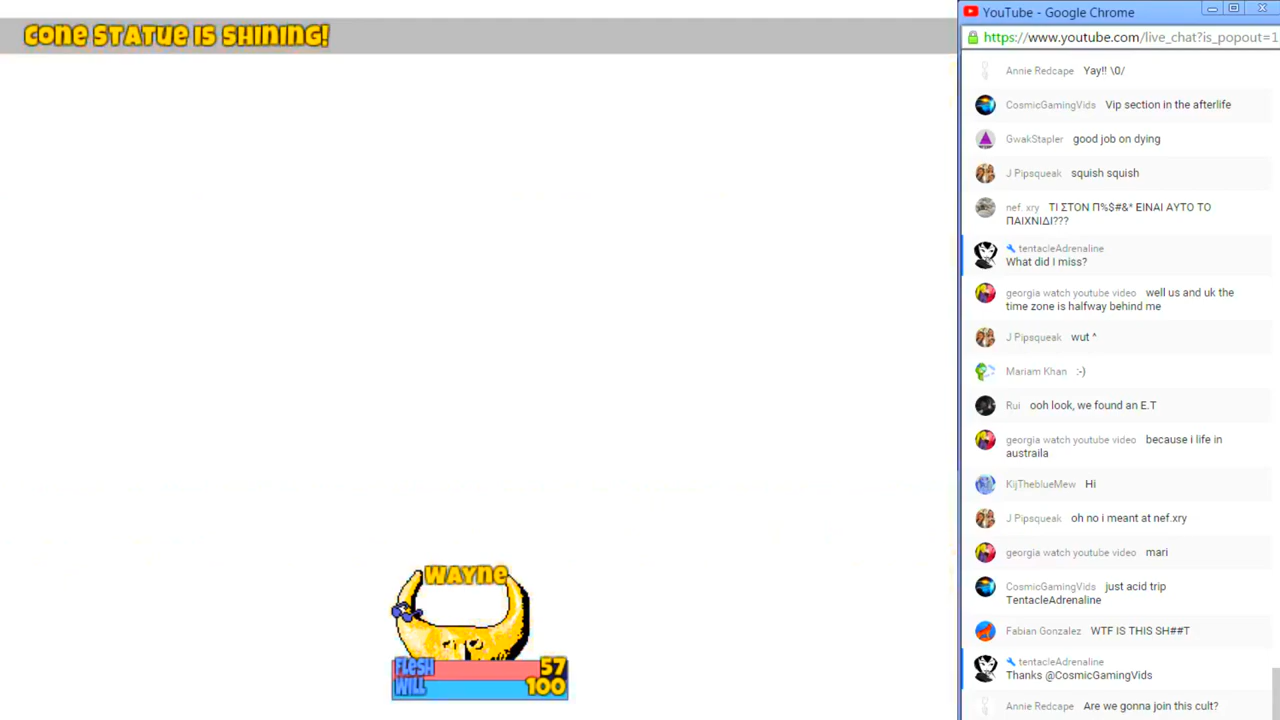 Cone Statue is shining!
Wayne
Flesh 57
Will 100
YouTube - Google Chrome
https://www.youtube.com/live_chat?is_popout=1
Annie Redcape Yay!! \0/
CosmicGamingVids Vip section in the afterlife
GwakStapler good job on dying
J Pipsqueak squish squish
nef. xry ΤΙ ΣΤΟΝ Π%$#&* ΕΙΝΑΙ ΑΥΤΟ ΤΟ
ΠΑΙΧΝΙΔΙ???
tentacleAdrenaline
What did I miss?
georgia watch youtube video well us and uk the
time zone is halfway behind me
J Pipsqueak wut ^
Mariam Khan :-)
Rui ooh look, we found an E.T
georgia watch youtube video because i life in
austraila
KijTheblueMew Hi
J Pipsqueak oh no i meant at nef.xry
georgia watch youtube video mari
CosmicGamingVids just acid trip
TentacleAdrenaline
Fabian Gonzalez WTF IS THIS SH##T
tentacleAdrenaline
Thanks @CosmicGamingVids
Annie Redcape Are we gonna join this cult?